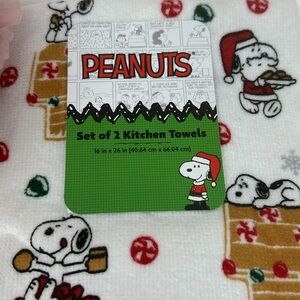 PEANUTS
Set of 2 Kitchen Towels
16 in x 26 in (40.64 cm x 66.04 cm)